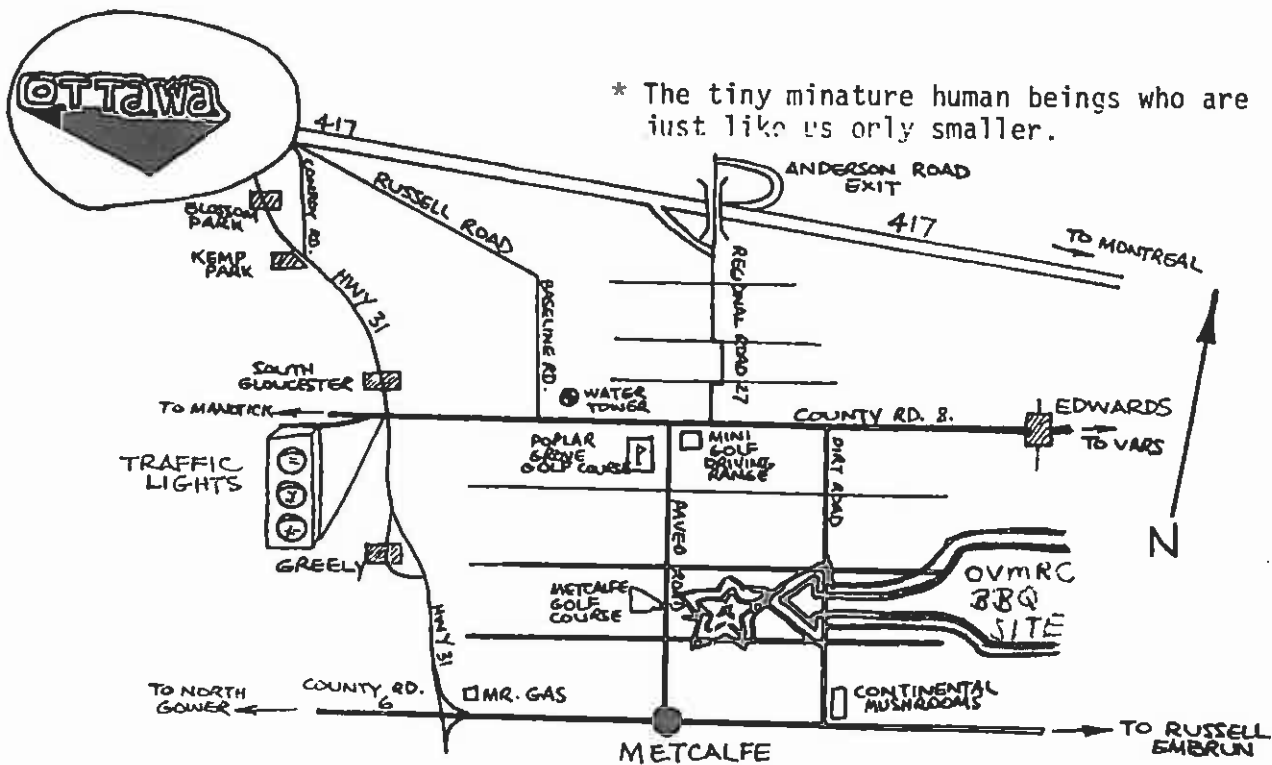 OTTawa
* The tiny minature human beings who are
just like us only smaller.
417
ANDERSON ROAD
EXIT
417
TO MONTREAL
CONROY RD.
RUSSELL ROAD
BLOSSOM
PARK
KEMP
PARK
HWY 31
BASELINE RD.
REGIONAL ROAD 27
SOUTH
GLOUCESTER
WATER
TOWER
TO MANOTICK
COUNTY RD. 8.
EDWARDS
TO VARS
TRAFFIC
LIGHTS
POPLAR
GROVE
GOLF COURSE
MINI
GOLF
DRIVING
RANGE
DIRT ROAD
PAVED ROAD
N
GREELY
METCALFE
GOLF
COURSE
OVMRC
BBQ
SITE
HWY 31
TO NORTH
GOWER
COUNTY RD.
6
MR. GAS
CONTINENTAL
MUSHROOMS
METCALFE
TO RUSSELL
EMBRUN